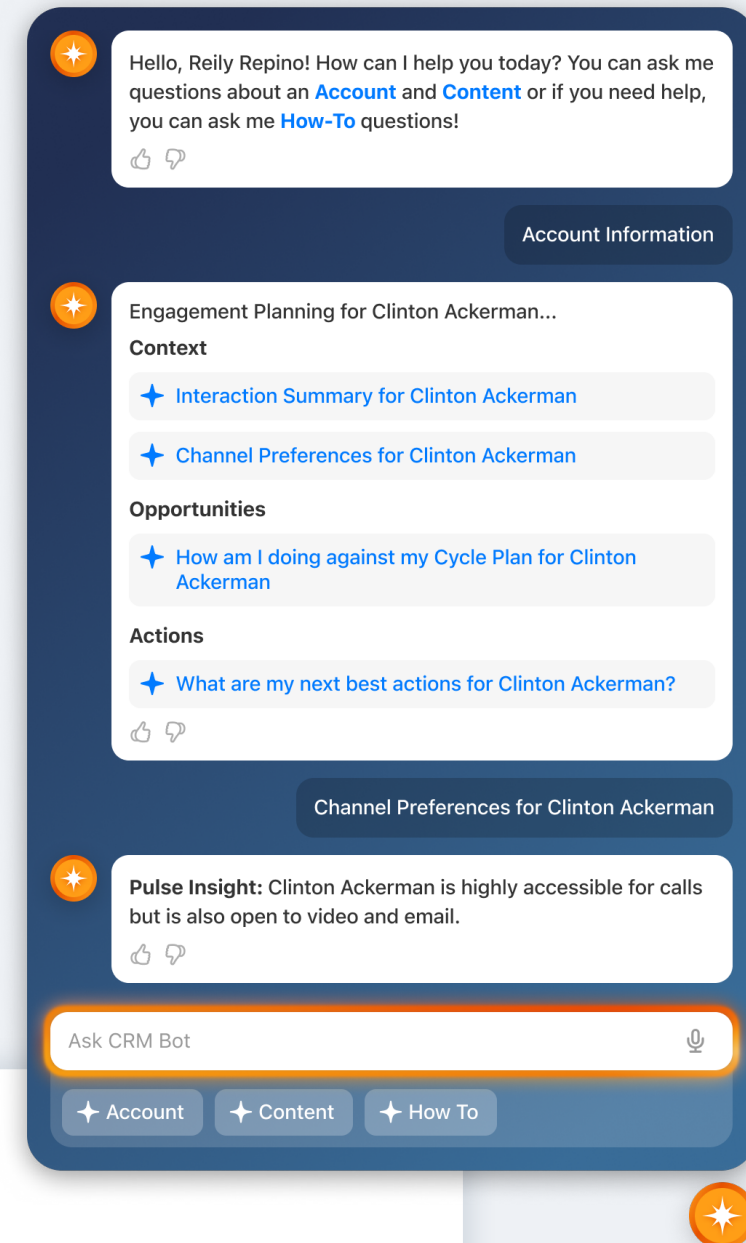 Hello, Reily Repino! How can I help you today? You can ask me
questions about an Account and Content or if you need help,
you can ask me How-To questions!
Account Information
Engagement Planning for Clinton Ackerman...
Context
Interaction Summary for Clinton Ackerman
Channel Preferences for Clinton Ackerman
Opportunities
How am I doing against my Cycle Plan for Clinton
Ackerman
Actions
What are my next best actions for Clinton Ackerman?
Channel Preferences for Clinton Ackerman
Pulse Insight: Clinton Ackerman is highly accessible for calls
but is also open to video and email.
Ask CRM Bot
Account
Content
How To